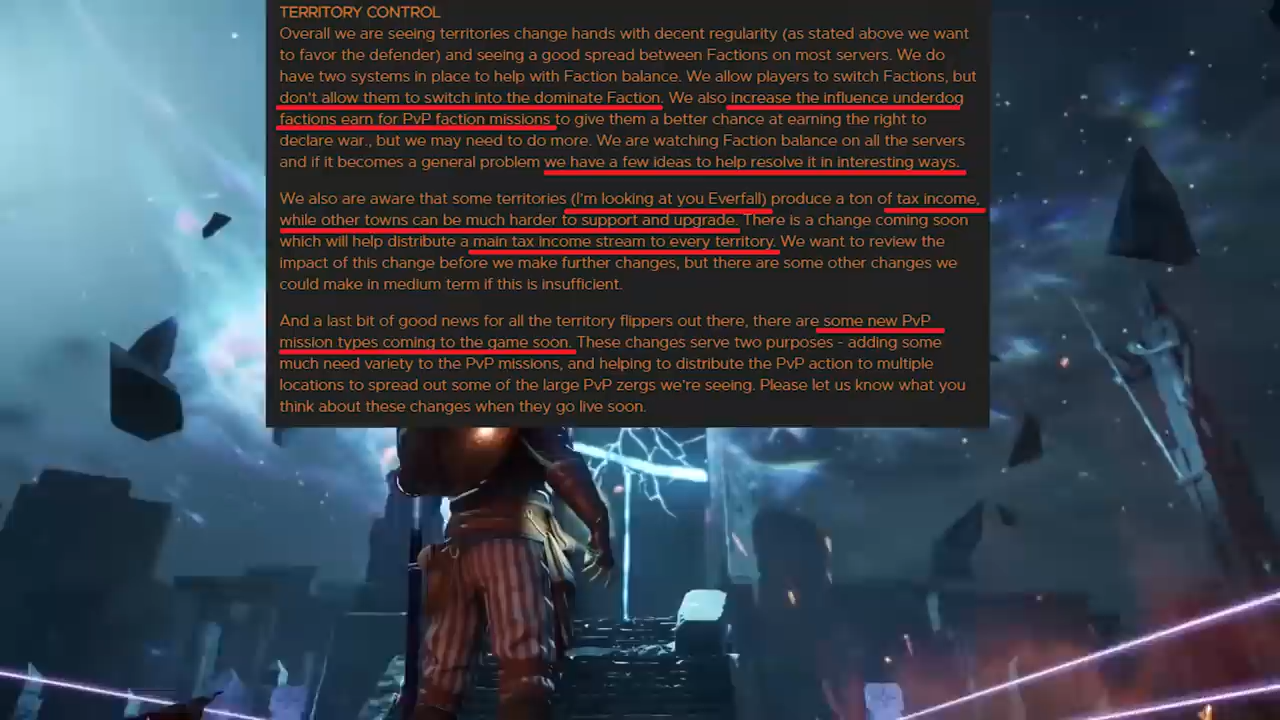 TERRITORY CONTROL
Overall we are seeing territories change hands with decent regularity (as stated above we want
to favor the defender) and seeing a good spread between Factions on most servers. We do
have two systems in place to help with Faction balance. We allow players to switch Factions, but
don't allow them to switch into the dominate Faction. We also increase the influence underdog
factions earn for PvP faction missions to give them a better chance at earning the right to
declare war., but we may need to do more. We are watching Faction balance on all the servers
and if it becomes a general problem we have a few ideas to help resolve it in interesting ways.
We also are aware that some territories (I'm looking at you Everfall) produce a ton of tax income,
while other towns can be much harder to support and upgrade. There is a change coming soon
which will help distribute a main tax income stream to every territory. We want to review the
impact of this change before we make further changes, but there are some other changes we
could make in medium term if this is insufficient.
And a last bit of good news for all the territory flippers out there, there are some new PvP
mission types coming to the game soon. These changes serve two purposes - adding some
much need variety to the PvP missions, and helping to distribute the PvP action to multiple
locations to spread out some of the large PvP zergs we're seeing. Please let us know what you
think about these changes when they go live soon.